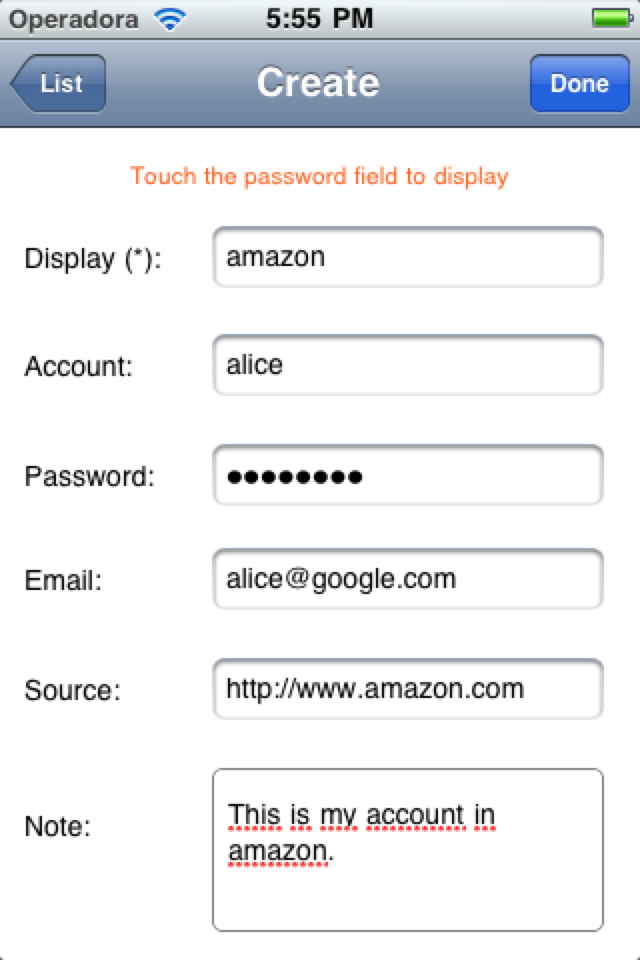 Operadora 5:55 PM
List Create Done
Touch the password field to display
Display (*): amazon
Account: alice
Password: ●●●●●●●●
Email: alice@google.com
Source: http://www.amazon.com
Note: This is my account in
amazon.